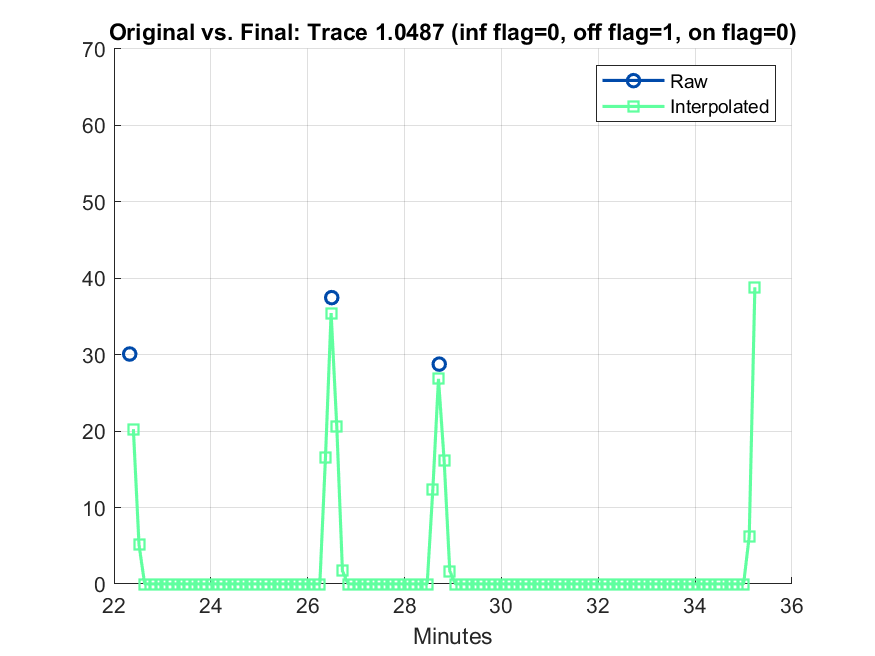 Original vs. Final: Trace 1.0487 (inf flag=0, off flag=1, on flag=0)
70
60
50
40
30
20
10
0
Raw
Interpolated
22 24 26 28 30 32 34 36
Minutes